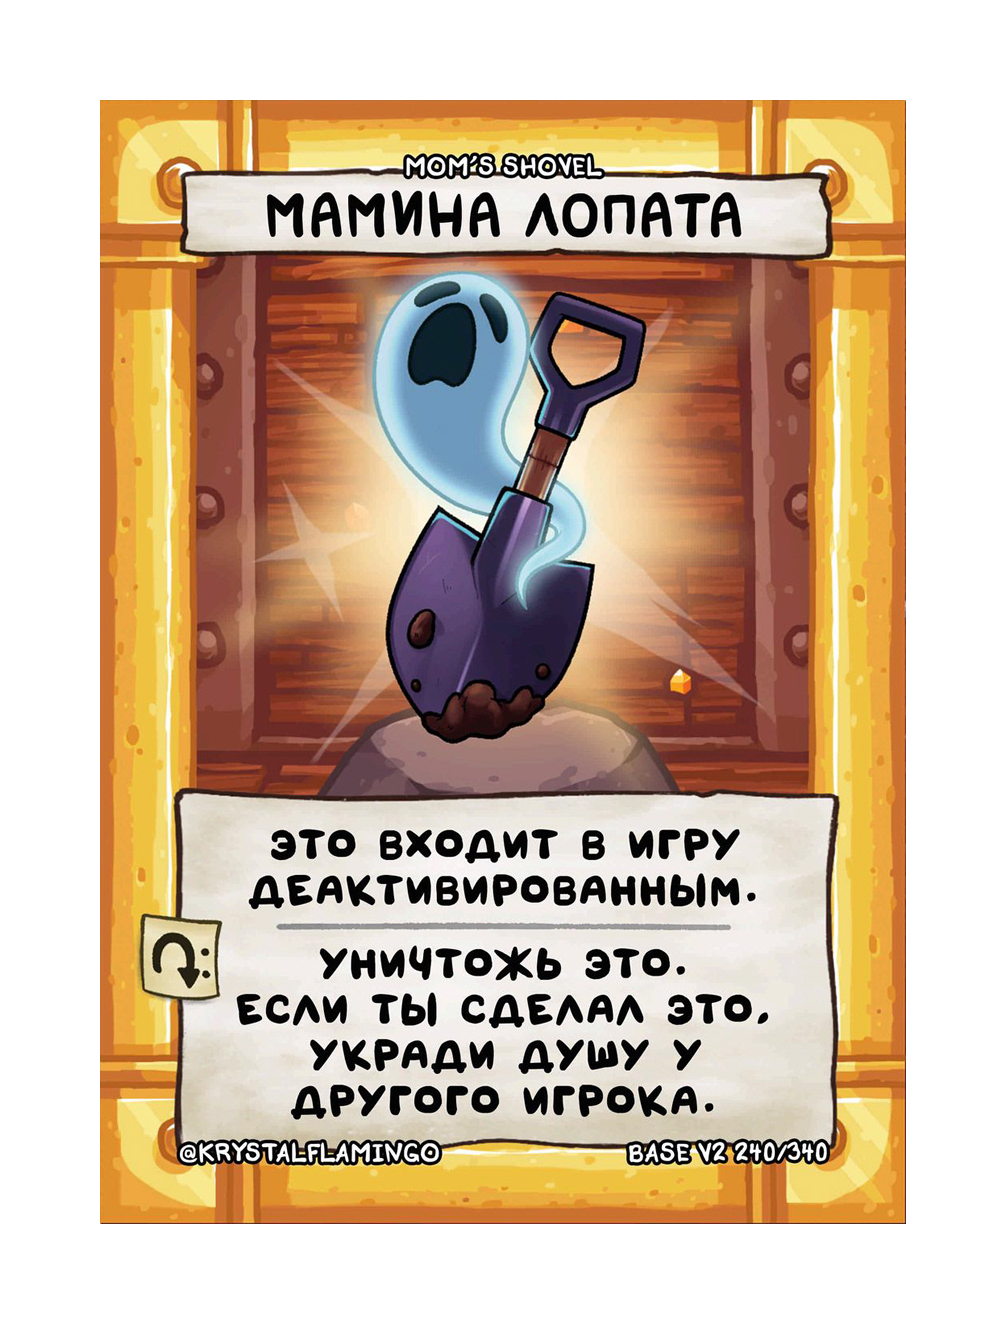 MOM'S SHOVEL
МАМИНА ЛОПАТА
ЭТО ВХОДИТ В ИГРУ
ДЕАКТИВИРОВАННЫМ.
УНИЧТОЖЬ ЭТО.
ЕСЛИ ТЫ СДЕЛАЛ ЭТО,
УКРАДИ ДУШУ У
ДРУГОГО ИГРОКА.
@KRYSTALFLAMINGO
BASE V2 240/340